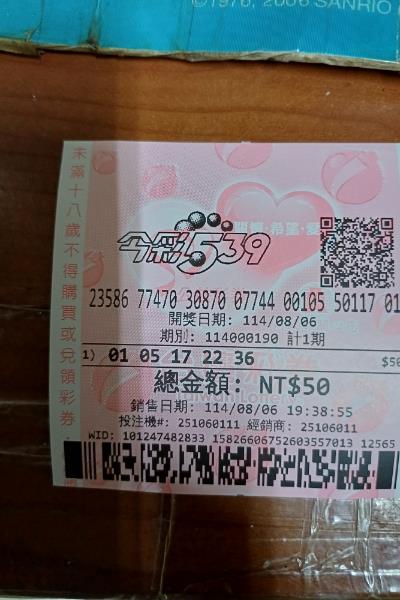 ©1976, 2006 SANRIO
未滿十八歲不得購買或兌領彩券
今彩539
23586 77470 30870 07744 00105 50117 01
開獎日期: 114/08/06
期別: 114000190 計1期
1) 01 05 17 22 36 $50
總金額: NT$50
銷售日期: 114/08/06 19:38:55
投注機#: 251060111 經銷商: 25106011
WID: 101247482833 15826606752603557013 12565